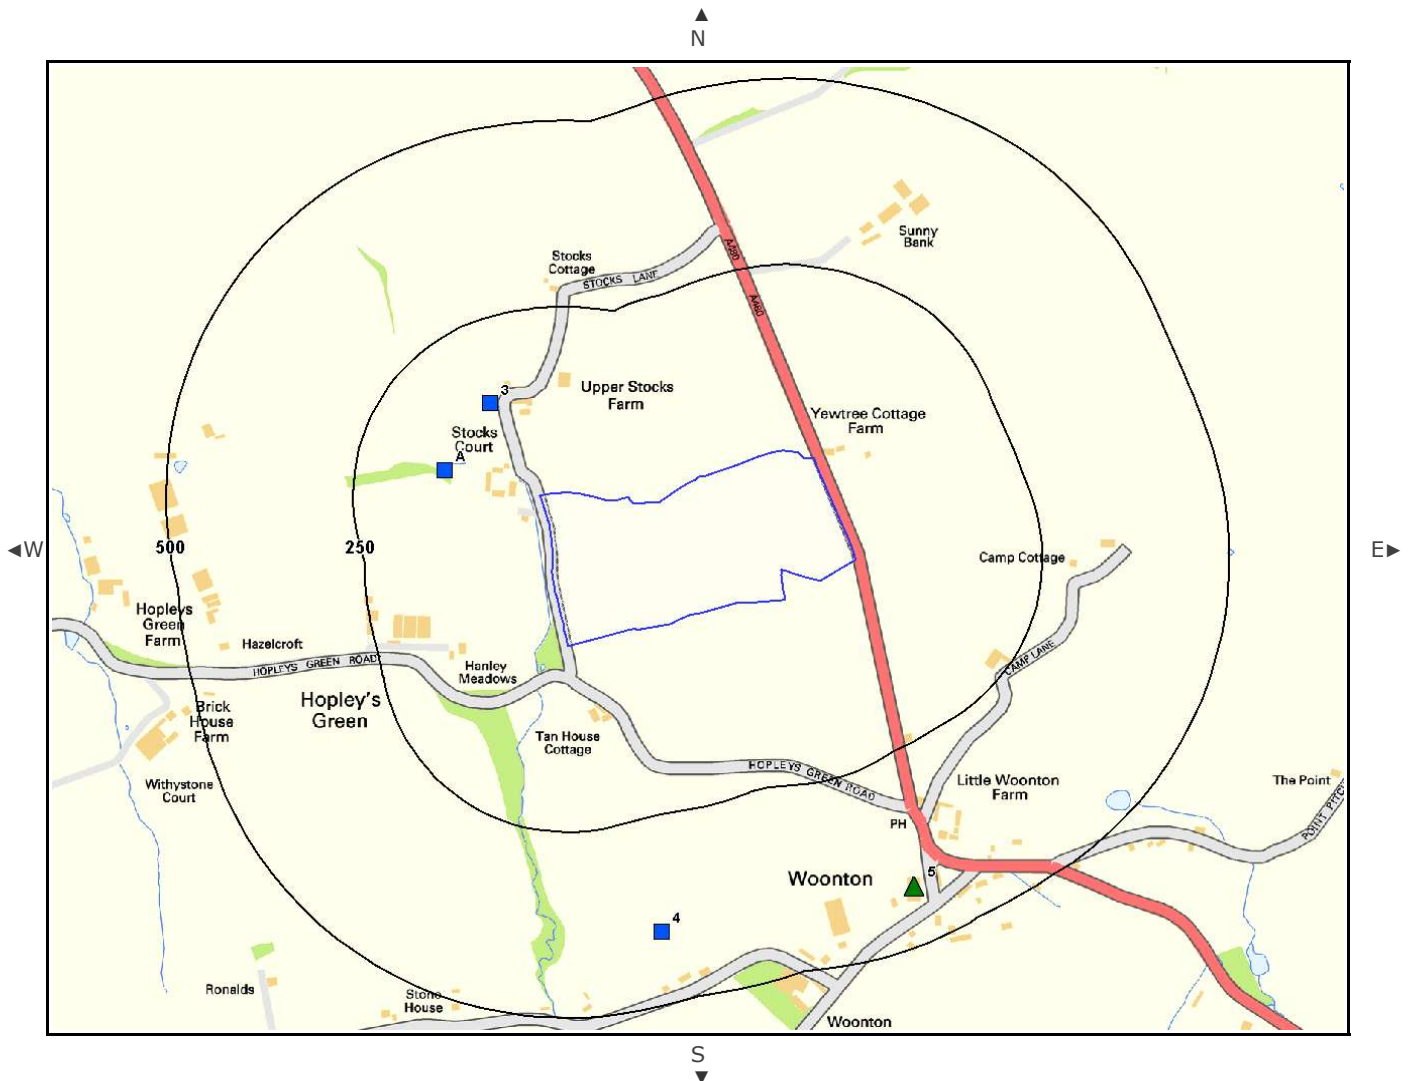 ▲
N
A480
Sunny
Bank
Stocks
Cottage
STOCKS LANE
A480
3
Upper Stocks
Farm
Yewtree Cottage
Farm
Stocks
Court
A
◄W
500
250
E►
Camp Cottage
Hopleys
Green
Farm
Hazelcroft
HOPLEYS GREEN ROAD
Hanley
Meadows
CAMP LANE
Hopley's
Green
Brick
House
Farm
Tan House
Cottage
HOPLEYS GREEN ROAD
Withystone
Court
Little Woonton
Farm
The Point
POINT PITCH
PH
5
Woonton
4
Ronalds
Stone
House
Woonton
S
▼